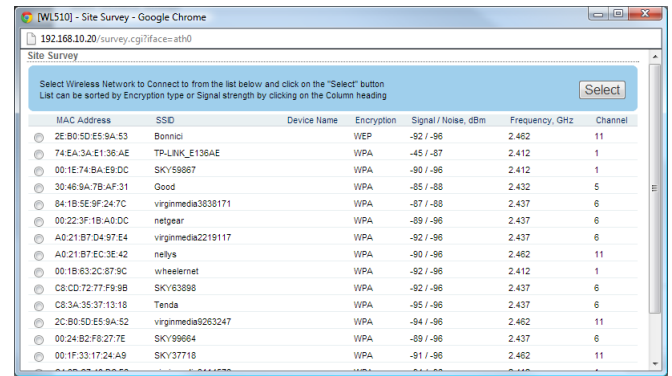 [WL510] - Site Survey - Google Chrome
192.168.10.20/survey.cgi?iface=ath0
Site Survey
Select Wireless Network to Connect to from the list below and click on the "Select" button
List can be sorted by Encryption type or Signal strength by clicking on the Column heading
Select
MAC Address SSID Device Name Encryption Signal / Noise, dBm Frequency, GHz Channel
2E:B0:5D:E5:9A:53 Bonnici WEP -92 / -96 2.462 11
74:EA:3A:E1:36:AE TP-LINK_E136AE WPA -45 / -87 2.412 1
00:1E:74:BA:E9:DC SKY59867 WPA -90 / -96 2.412 1
30:46:9A:7B:AF:31 Good WPA -85 / -88 2.432 5
84:1B:5E:9F:24:7C virginmedia3838171 WPA -87 / -88 2.437 6
00:22:3F:1B:A0:DC netgear WPA -89 / -96 2.437 6
A0:21:B7:D4:97:E4 virginmedia2219117 WPA -92 / -96 2.437 6
A0:21:B7:EC:3E:42 nellys WPA -90 / -96 2.462 11
00:1B:63:2C:87:9C wheelernet WPA -92 / -96 2.412 1
C8:CD:72:77:F9:9B SKY63898 WPA -92 / -96 2.437 6
C8:3A:35:37:13:18 Tenda WPA -95 / -96 2.437 6
2C:B0:5D:E5:9A:52 virginmedia9263247 WPA -94 / -96 2.462 11
00:24:B2:F8:27:7E SKY99664 WPA -89 / -96 2.437 6
00:1F:33:17:24:A9 SKY37718 WPA -91 / -96 2.462 11